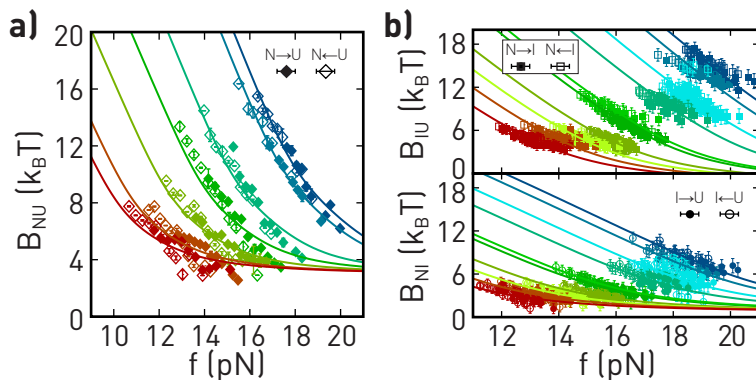 a)
N→U N←U
B_NU (k_BT)
20
16
12
8
4
0
10 12 14 16 18 20
f (pN)
b)
N→I N←I
B_IU (k_BT)
18
12
6
0
I→U I←U
B_NI (k_BT)
18
12
6
0
12 14 16 18 20
f (pN)